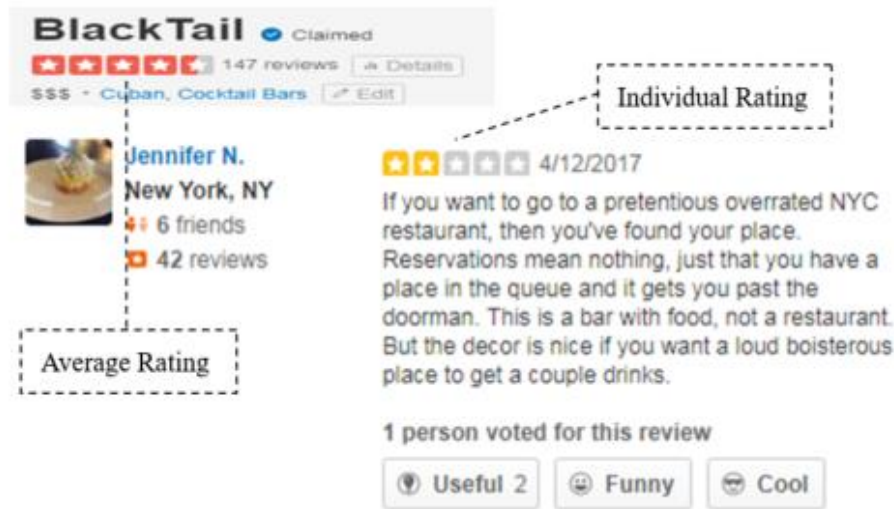 BlackTail Claimed
147 reviews Details
$$$ · Cuban, Cocktail Bars Edit
Individual Rating
Jennifer N.
New York, NY
6 friends
42 reviews
Average Rating
4/12/2017
If you want to go to a pretentious overrated NYC
restaurant, then you've found your place.
Reservations mean nothing, just that you have a
place in the queue and it gets you past the
doorman. This is a bar with food, not a restaurant.
But the decor is nice if you want a loud boisterous
place to get a couple drinks.
1 person voted for this review
Useful 2 Funny Cool